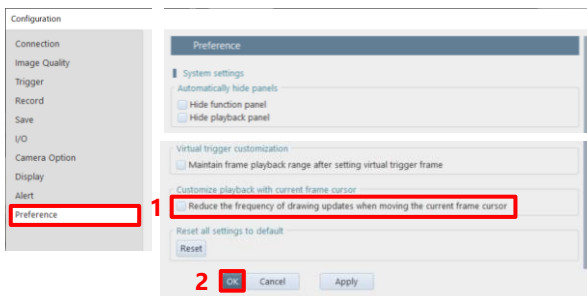 Configuration
Connection
Image Quality
Trigger
Record
Save
I/O
Camera Option
Display
Alert
Preference
Preference
System settings
Automatically hide panels
Hide function panel
Hide playback panel
Virtual trigger customization
Maintain frame playback range after setting virtual trigger frame
Customize playback with current frame cursor
1
Reduce the frequency of drawing updates when moving the current frame cursor
Reset all settings to default
Reset
2 OK Cancel Apply